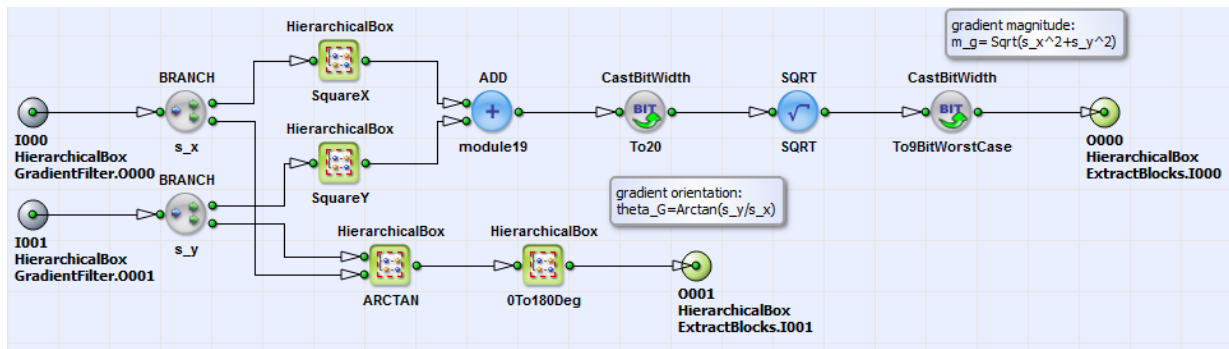 HierarchicalBox
gradient magnitude:
m_g= Sqrt(s_x^2+s_y^2)
BRANCH
ADD
CastBitWidth
SQRT
CastBitWidth
SquareX
BIT
BIT
I000
HierarchicalBox
GradientFilter.O000
s_x
HierarchicalBox
module19
To20
SQRT
To9BitWorstCase
O000
HierarchicalBox
ExtractBlocks.I000
BRANCH
SquareY
gradient orientation:
theta_G=Arctan(s_y/s_x)
I001
HierarchicalBox
GradientFilter.O001
s_y
HierarchicalBox
HierarchicalBox
ARCTAN
0To180Deg
O001
HierarchicalBox
ExtractBlocks.I001